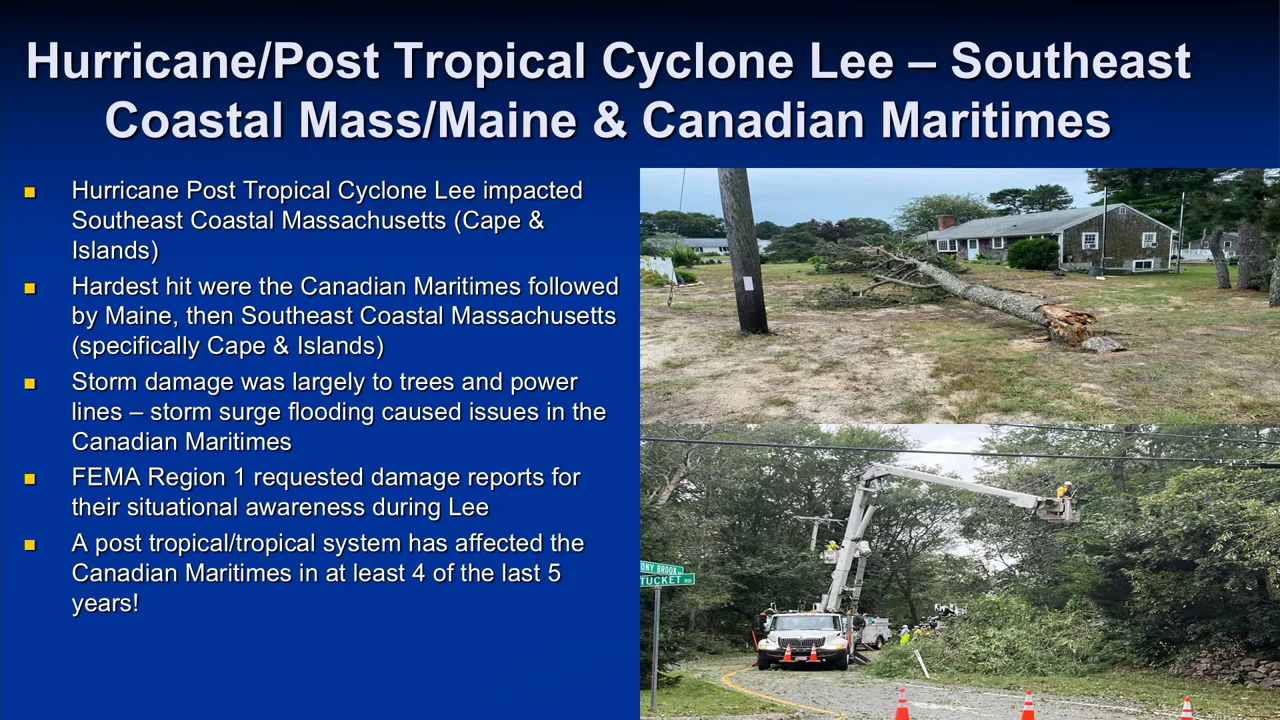 Hurricane/Post Tropical Cyclone Lee – Southeast
Coastal Mass/Maine & Canadian Maritimes
Hurricane Post Tropical Cyclone Lee impacted
Southeast Coastal Massachusetts (Cape &
Islands)
Hardest hit were the Canadian Maritimes followed
by Maine, then Southeast Coastal Massachusetts
(specifically Cape & Islands)
Storm damage was largely to trees and power
lines – storm surge flooding caused issues in the
Canadian Maritimes
FEMA Region 1 requested damage reports for
their situational awareness during Lee
A post tropical/tropical system has affected the
Canadian Maritimes in at least 4 of the last 5
years!
ONY BROOK
TUCKET RD